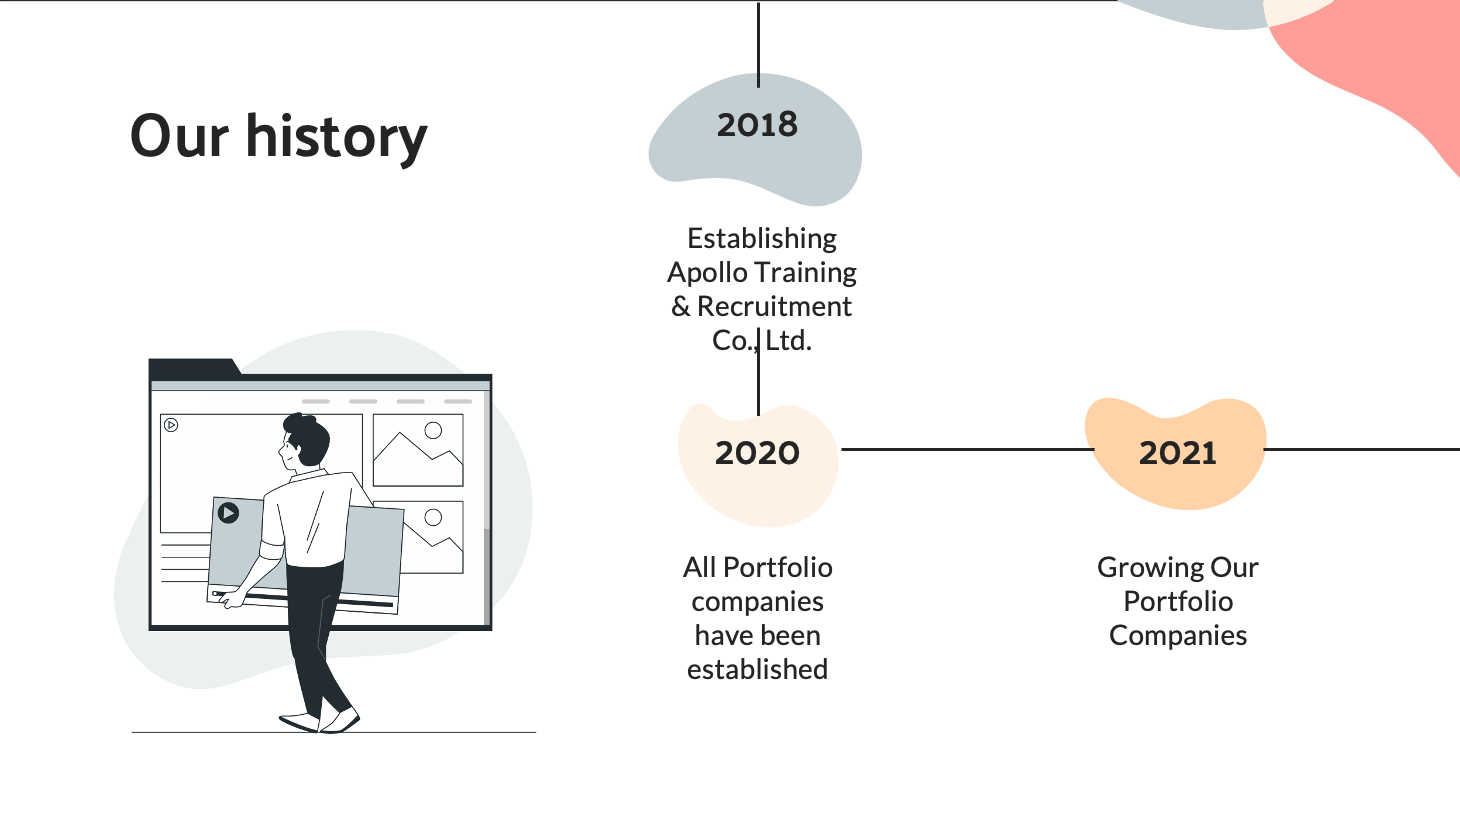 Our history
2018
Establishing
Apollo Training
& Recruitment
Co., Ltd.
2020
All Portfolio
companies
have been
established
2021
Growing Our
Portfolio
Companies